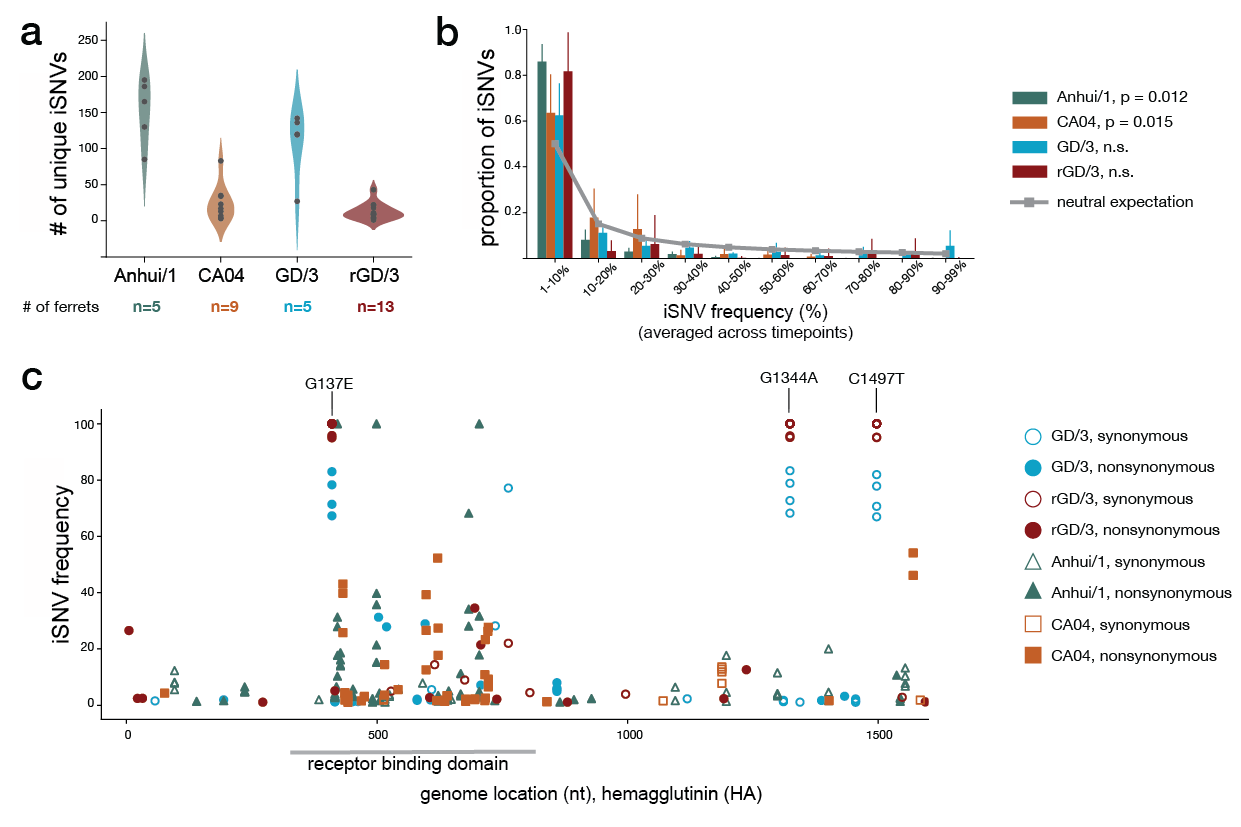 a
# of unique iSNVs
250
200
150
100
50
0
Anhui/1 CA04 GD/3 rGD/3
# of ferrets n=5 n=9 n=5 n=13
b
proportion of iSNVs
1.0
0.8
0.6
0.4
0.2
1-10% 10-20% 20-30% 30-40% 40-50% 50-60% 60-70% 70-80% 80-90% 90-99%
iSNV frequency (%)
(averaged across timepoints)
Anhui/1, p = 0.012
CA04, p = 0.015
GD/3, n.s.
rGD/3, n.s.
neutral expectation
c
G137E G1344A C1497T
iSNV frequency
100
80
60
40
20
0
0 500 1000 1500
receptor binding domain
genome location (nt), hemagglutinin (HA)
GD/3, synonymous
GD/3, nonsynonymous
rGD/3, synonymous
rGD/3, nonsynonymous
Anhui/1, synonymous
Anhui/1, nonsynonymous
CA04, synonymous
CA04, nonsynonymous